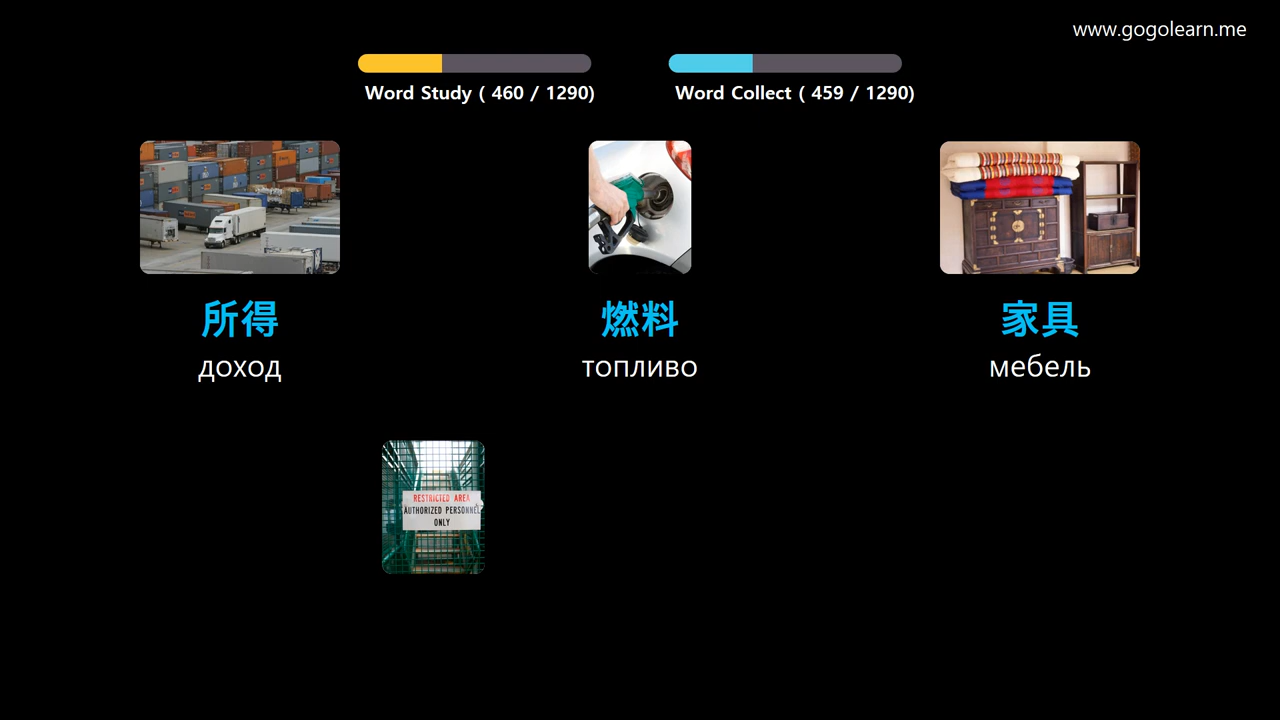 www.gogolearn.me
Word Study ( 460 / 1290)
Word Collect ( 459 / 1290)
所得
доход
燃料
топливо
家具
мебель
RESTRICTED AREA
AUTHORIZED PERSONNEL
ONLY